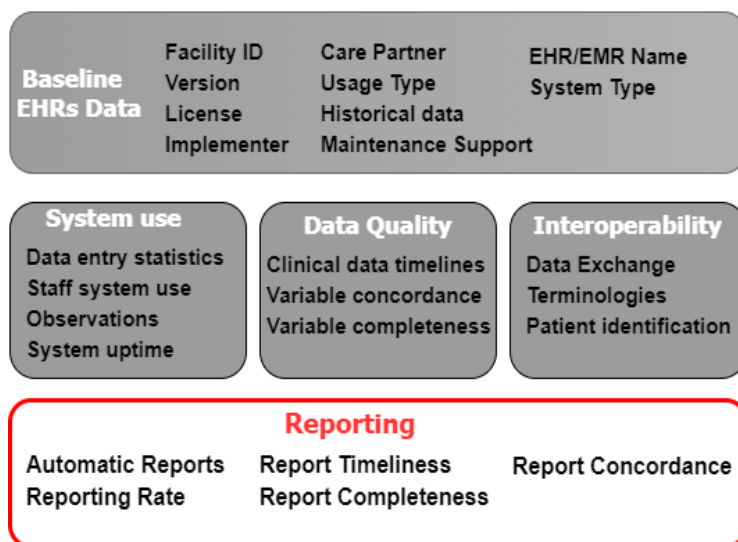 Baseline
EHRs Data
Facility ID
Version
License
Implementer
Care Partner
Usage Type
Historical data
Maintenance Support
EHR/EMR Name
System Type
System use
Data entry statistics
Staff system use
Observations
System uptime
Data Quality
Clinical data timelines
Variable concordance
Variable completeness
Interoperability
Data Exchange
Terminologies
Patient identification
Reporting
Automatic Reports
Reporting Rate
Report Timeliness
Report Completeness
Report Concordance